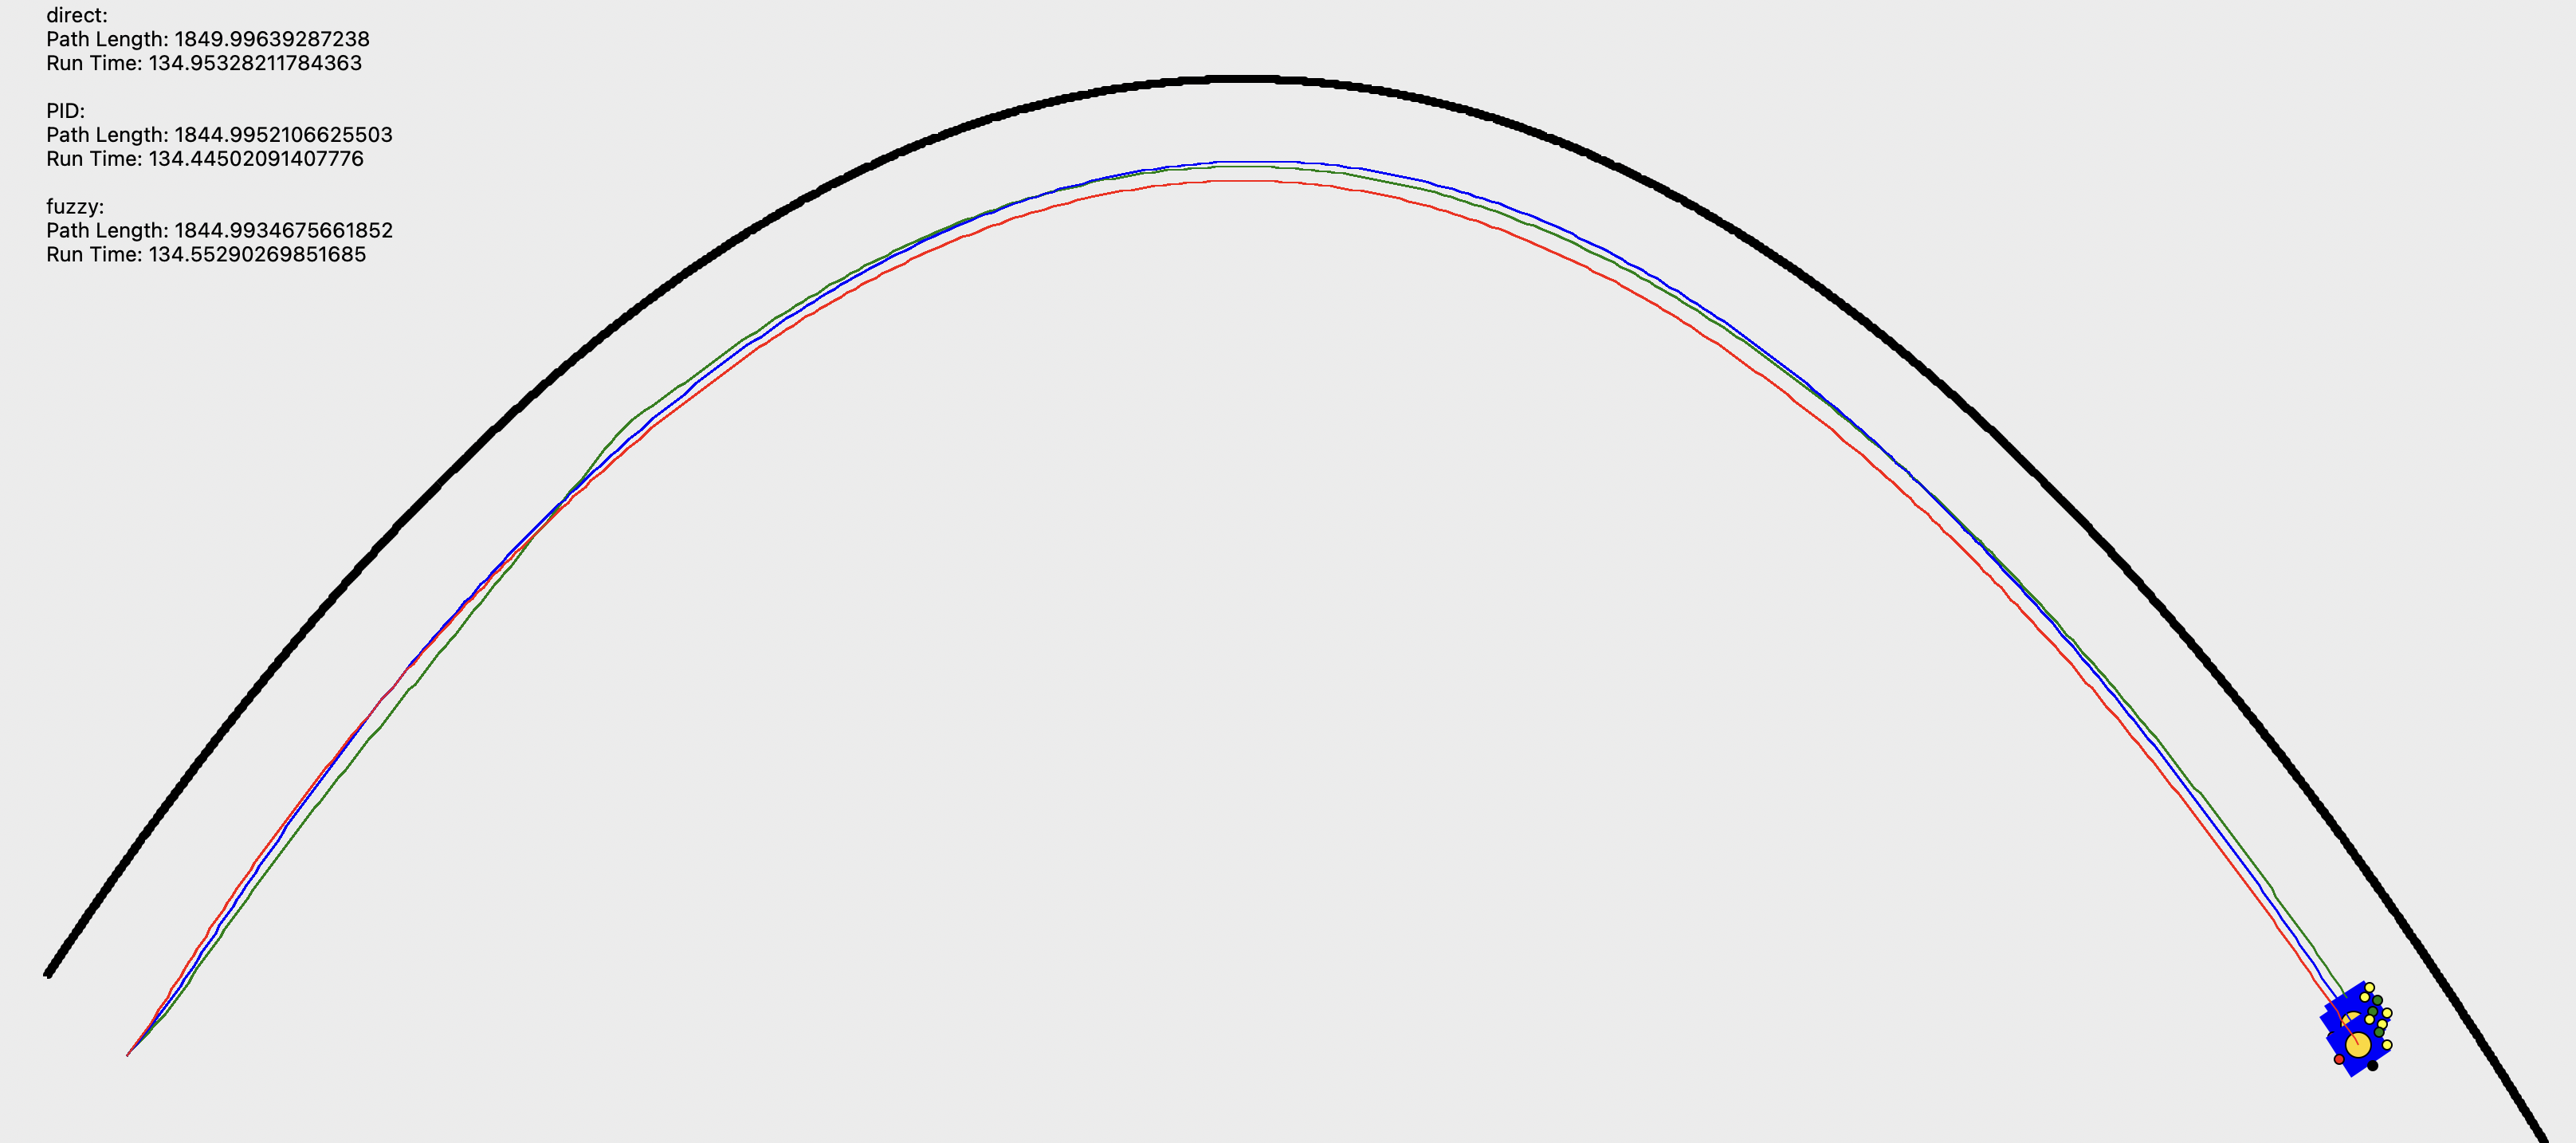 direct:
Path Length: 1849.99639287238
Run Time: 134.95328211784363
PID:
Path Length: 1844.9952106625503
Run Time: 134.44502091407776
fuzzy:
Path Length: 1844.9934675661852
Run Time: 134.55290269851685